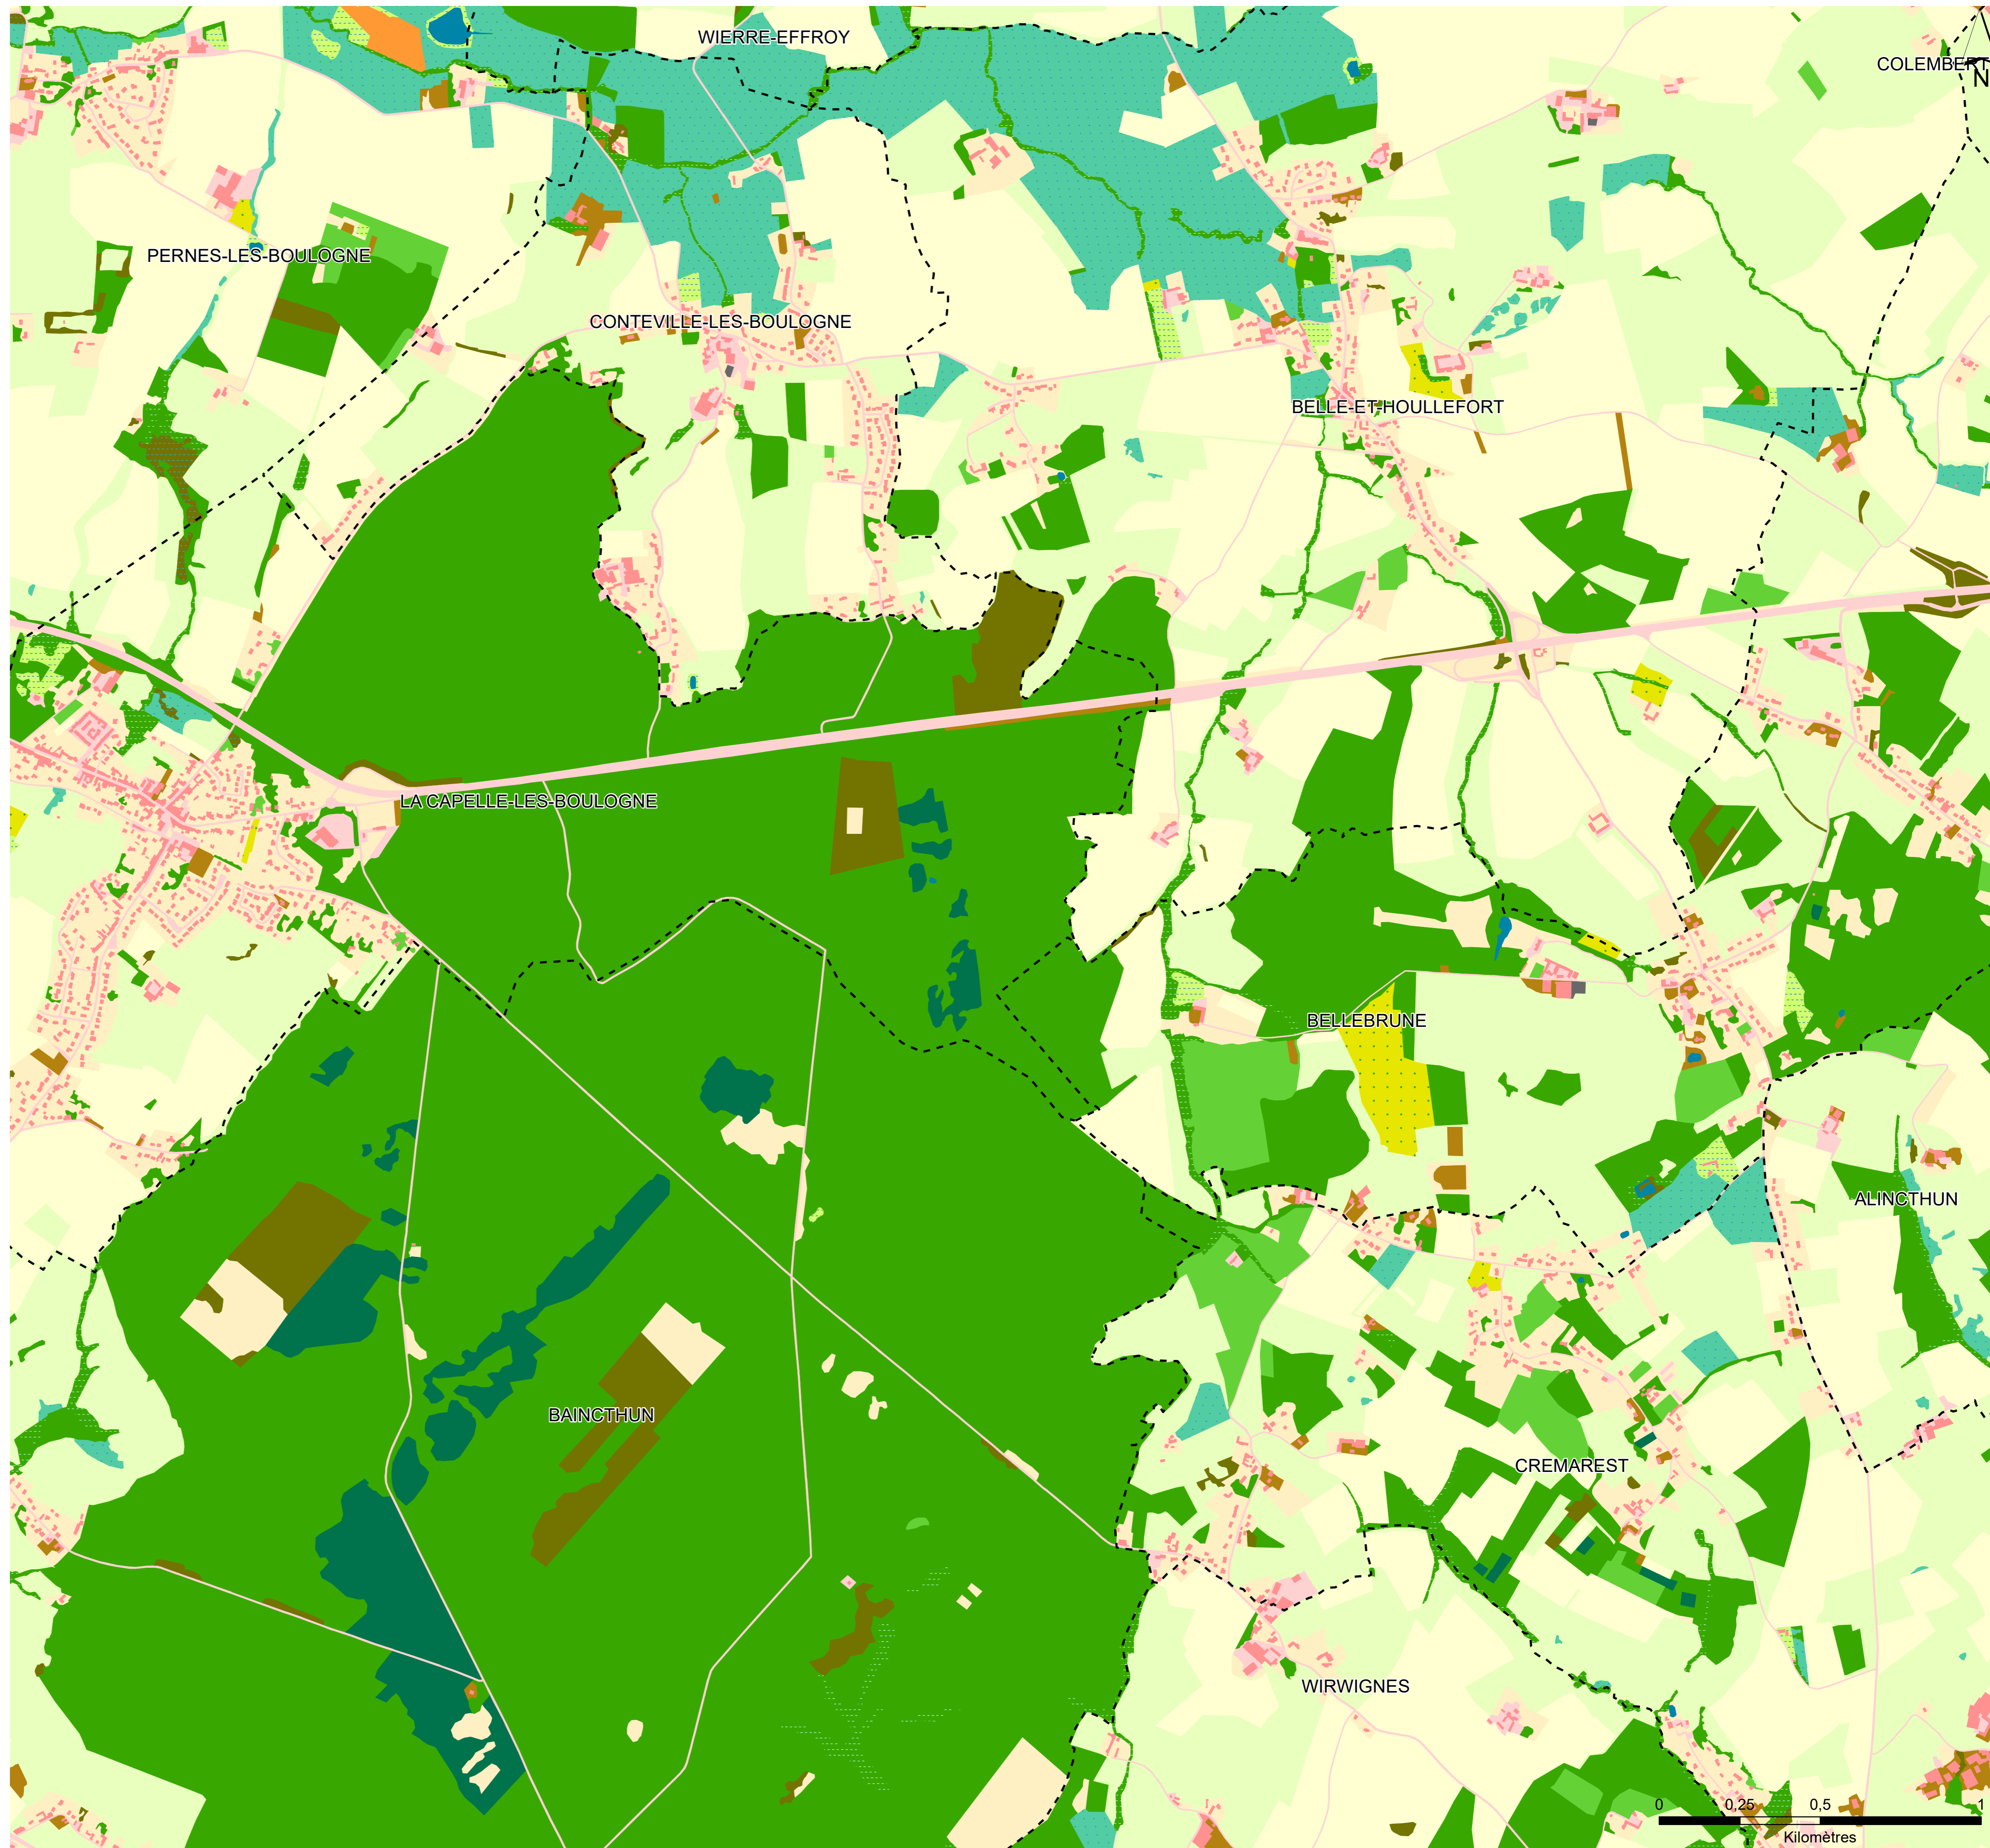 WIERRE-EFFROY
COLEMBERT
N
PERNES-LES-BOULOGNE
CONTEVILLE-LES-BOULOGNE
BELLE-ET-HOULLEFORT
LA CAPELLE-LES-BOULOGNE
BELLEBRUNE
ALINCTHUN
BAINCTHUN
CREMAREST
WIRWIGNES
0 0,25 0,5 1
Kilomètres